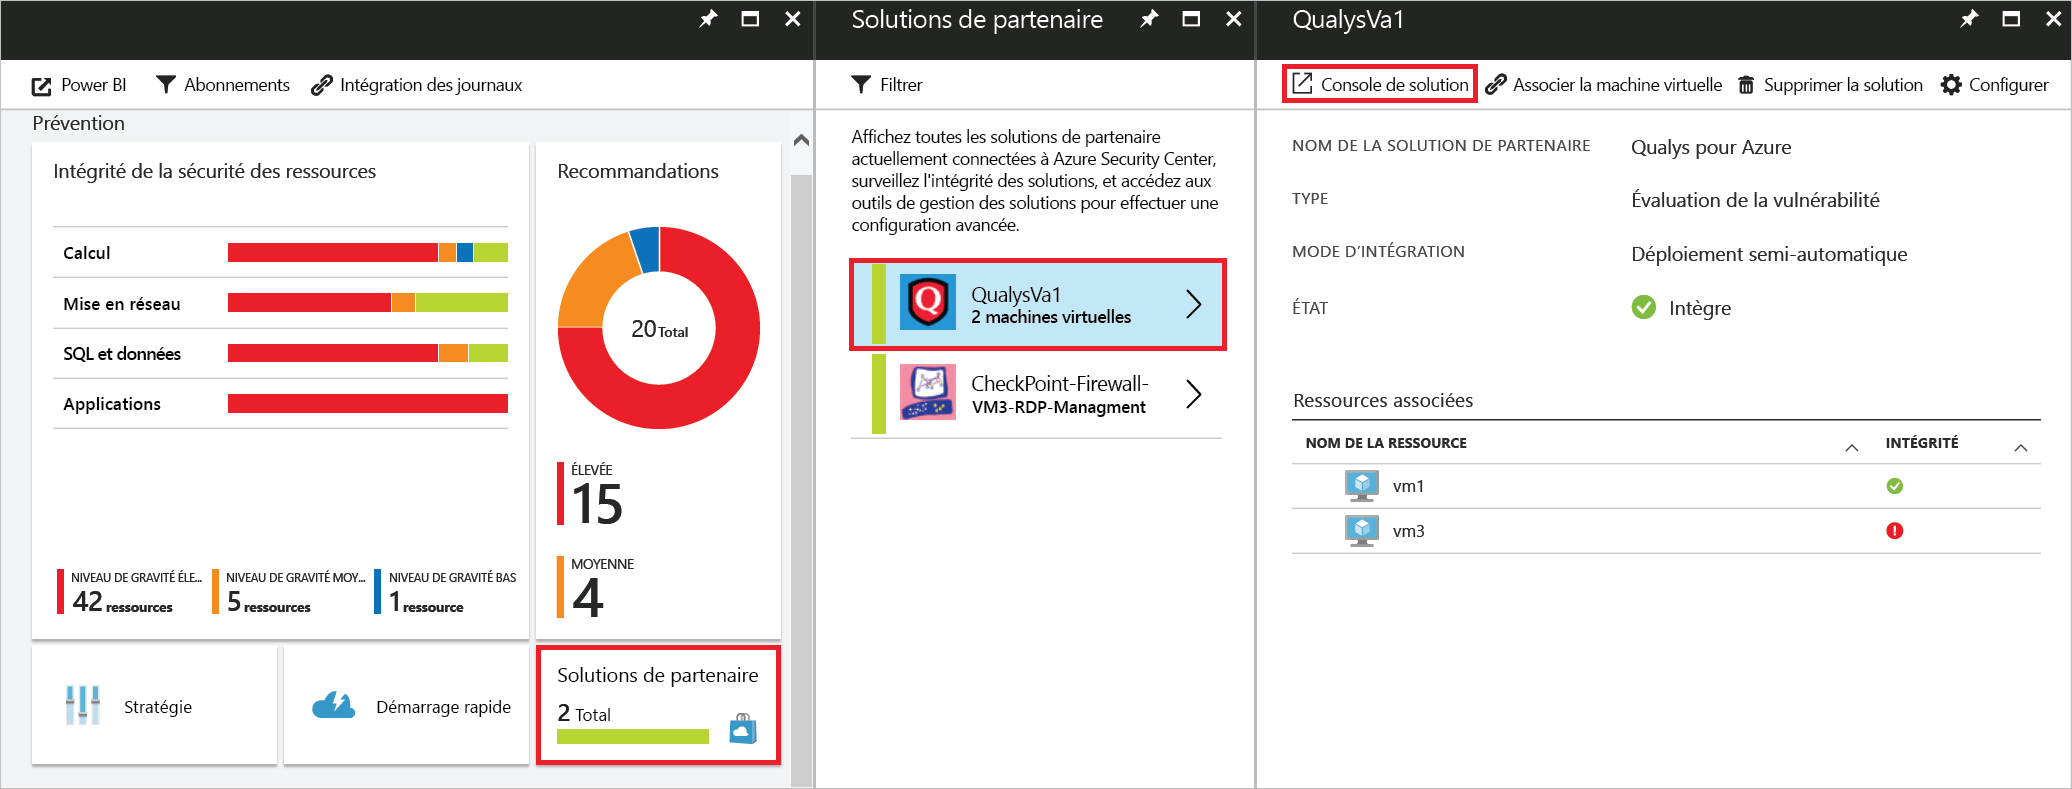 Power BI
Abonnements
Intégration des journaux
Prévention
Intégrité de la sécurité des ressources
Calcul
Mise en réseau
SQL et données
Applications
NIVEAU DE GRAVITÉ ÉLE...
42 ressources
NIVEAU DE GRAVITÉ MOY...
5 ressources
NIVEAU DE GRAVITÉ BAS
1 ressource
Recommandations
20 Total
ÉLEVÉE
15
MOYENNE
4
Stratégie
Démarrage rapide
Solutions de partenaire
2 Total
Solutions de partenaire
Filtrer
Affichez toutes les solutions de partenaire
actuellement connectées à Azure Security Center,
surveillez l'intégrité des solutions, et accédez aux
outils de gestion des solutions pour effectuer une
configuration avancée.
Q
QualysVa1
2 machines virtuelles
CheckPoint-Firewall-
VM3-RDP-Managment
QualysVa1
Console de solution
Associer la machine virtuelle
Supprimer la solution
Configurer
NOM DE LA SOLUTION DE PARTENAIRE
Qualys pour Azure
TYPE
Évaluation de la vulnérabilité
MODE D’INTÉGRATION
Déploiement semi-automatique
ÉTAT
Intègre
Ressources associées
NOM DE LA RESSOURCE
INTÉGRITÉ
vm1
vm3